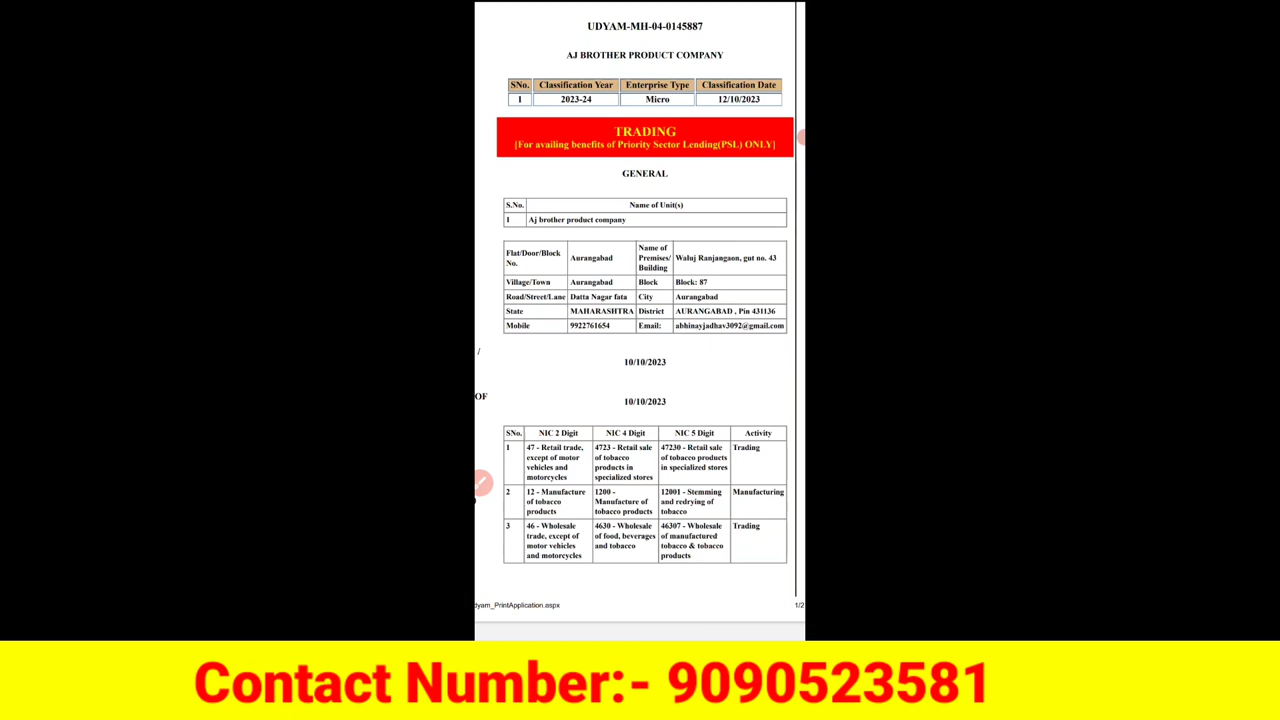 UDYAM-MH-04-0145887
AJ BROTHER PRODUCT COMPANY
SNo. Classification Year Enterprise Type Classification Date
1 2023-24 Micro 12/10/2023
TRADING
[For availing benefits of Priority Sector Lending(PSL) ONLY]
GENERAL
S.No. Name of Unit(s)
1 Aj brother product company
Flat/Door/Block No. Aurangabad Name of Premises/ Building Waluj Ranjangaon, gut no. 43
Village/Town Aurangabad Block Block: 87
Road/Street/Lane Datta Nagar fata City Aurangabad
State MAHARASHTRA District AURANGABAD , Pin 431136
Mobile 9922761654 Email: abhinayjadhav3092@gmail.com
/
10/10/2023
OF
10/10/2023
SNo. NIC 2 Digit NIC 4 Digit NIC 5 Digit Activity
1 47 - Retail trade, except of motor vehicles and motorcycles 4723 - Retail sale of tobacco products in specialized stores 47230 - Retail sale of tobacco products in specialized stores Trading
2 12 - Manufacture of tobacco products 1200 - Manufacture of tobacco products 12001 - Stemming and redrying of tobacco Manufacturing
3 46 - Wholesale trade, except of motor vehicles and motorcycles 4630 - Wholesale of food, beverages and tobacco 46307 - Wholesale of manufactured tobacco & tobacco products Trading
dyam_PrintApplication.aspx 1/2
Contact Number:- 9090523581